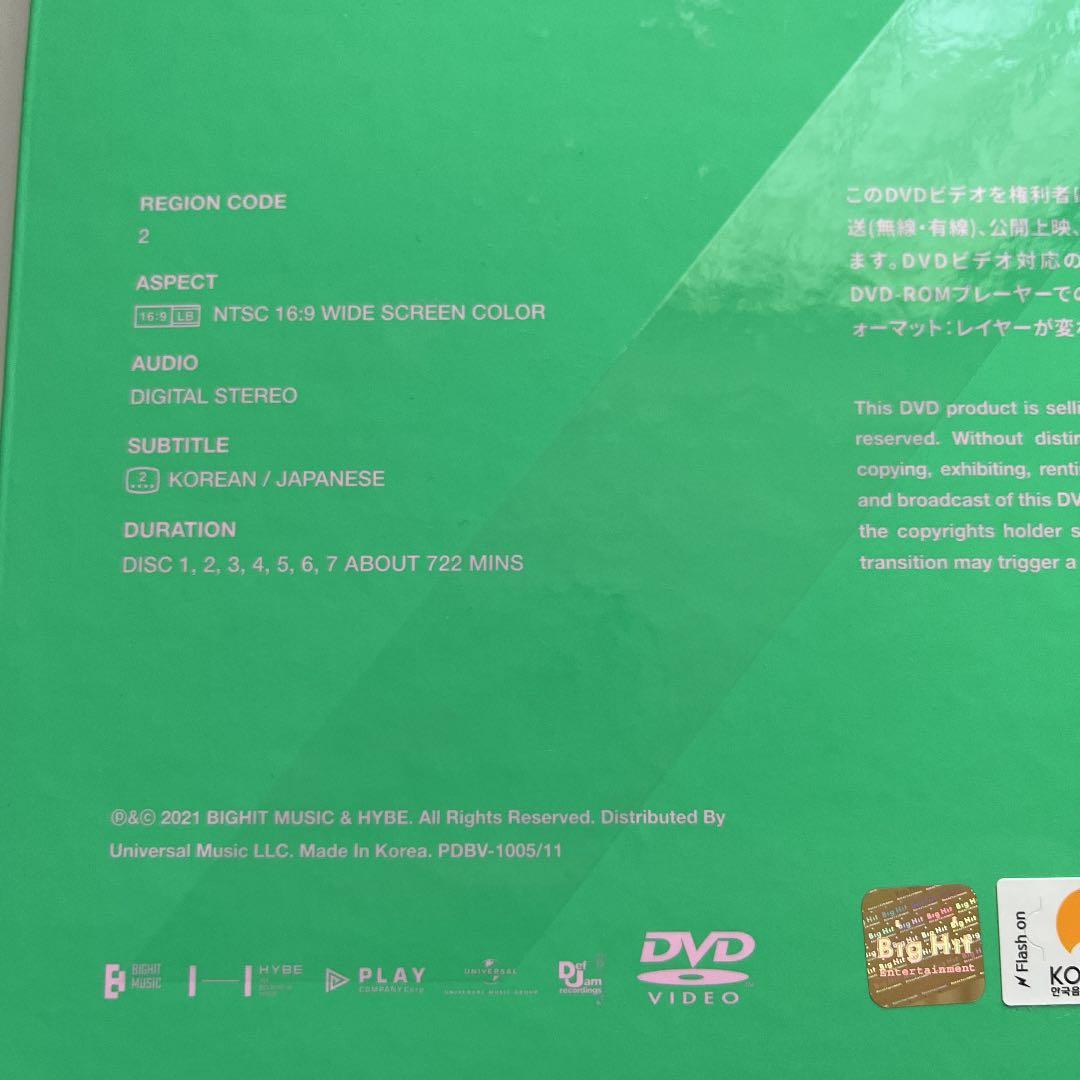 REGION CODE
2
ASPECT
16:9 LB NTSC 16:9 WIDE SCREEN COLOR
AUDIO
DIGITAL STEREO
SUBTITLE
2 KOREAN / JAPANESE
DURATION
DISC 1, 2, 3, 4, 5, 6, 7 ABOUT 722 MINS
このDVDビデオを権利者
送(無線・有線)、公開上映、
ます。DVDビデオ対応の
DVD-ROMプレーヤーでの
ォーマット:レイヤーが変
This DVD product is selli
reserved. Without distin
copying, exhibiting, renti
and broadcast of this DV
the copyrights holder s
transition may trigger a
℗&© 2021 BIGHIT MUSIC & HYBE. All Rights Reserved. Distributed By
Universal Music LLC. Made In Korea. PDBV-1005/11
BIGHIT
MUSIC
HYBE
PLAY
COMPANY Corp
UNIVERSAL
UNIVERSAL MUSIC GROUP
Def
Jam
recordings
DVD
VIDEO
Big Hit
Entertainment
Flash on
KO
한국음